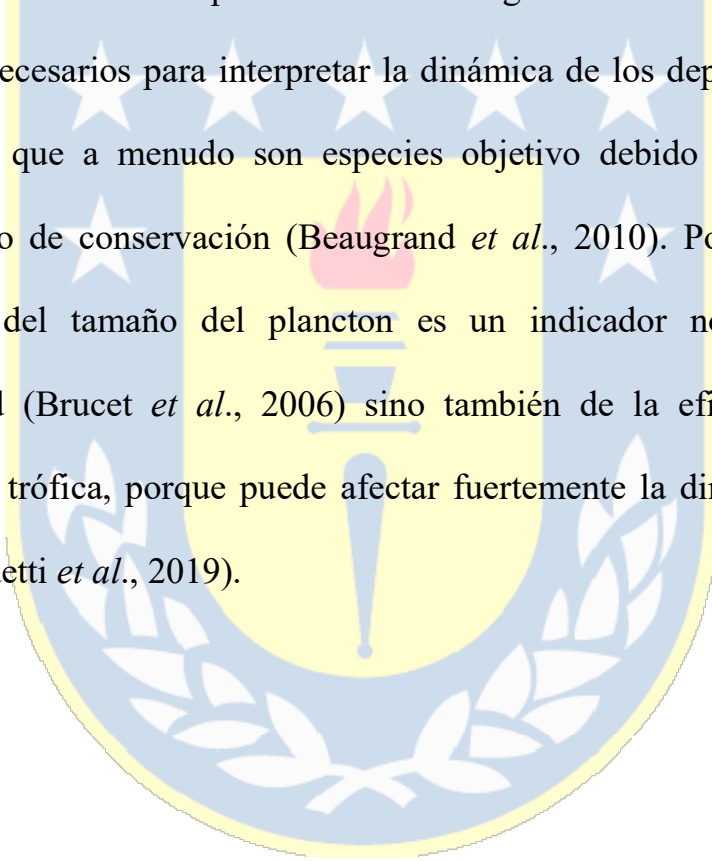 ecesarios para interpretar la dinámica de los dep
que a menudo son especies objetivo debido
o de conservación (Beaugrand et al., 2010). Po
del tamaño del plancton es un indicador no
l (Brucet et al., 2006) sino también de la efi
trófica, porque puede afectar fuertemente la di
etti et al., 2019).